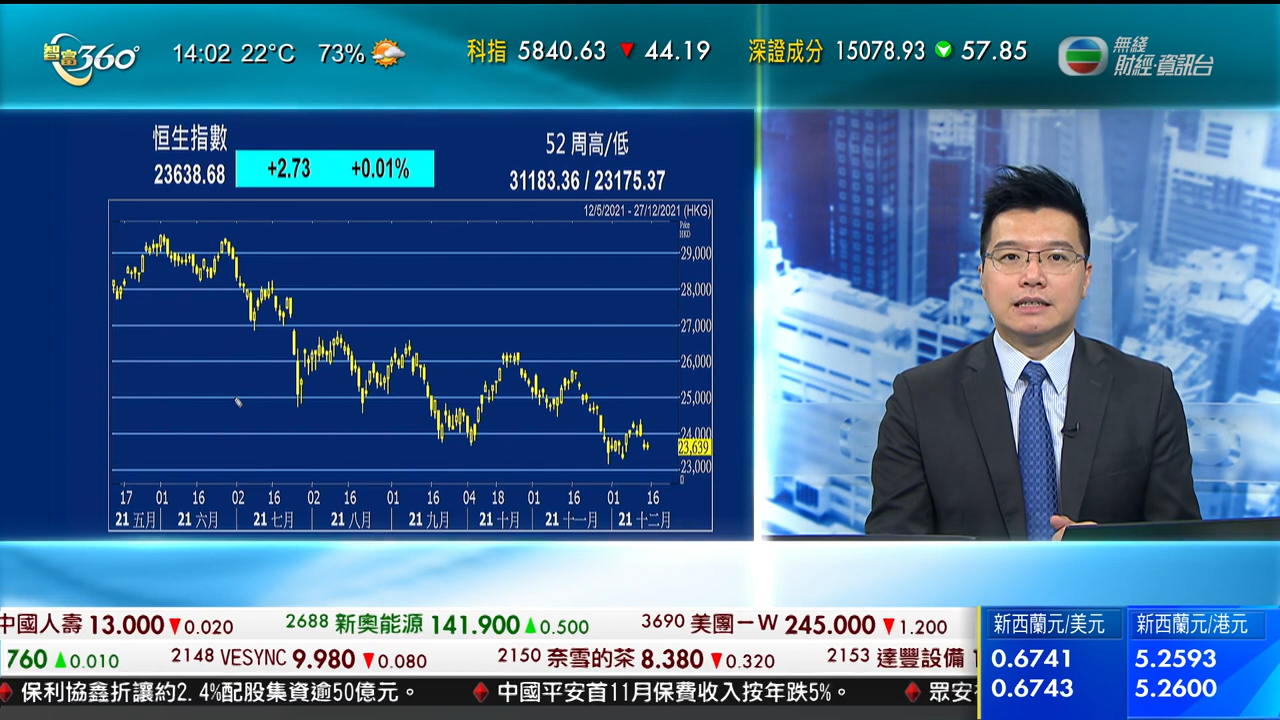 智富360°
14:02 22°C 73%
科指 5840.63 ▼ 44.19
深證成分 15078.93 57.85
無綫
財經·資訊台
恒生指數
23638.68
+2.73 +0.01%
52 周高/低
31183.36 / 23175.37
12/5/2021 - 27/12/2021 (HKG)
Price
HKD
29,000
28,000
27,000
26,000
25,000
24,000
23,639
23,000
0
17 01 16 02 16 02 16 01 16 04 18 01 16 01 16
21 五月 21 六月 21 七月 21 八月 21 九月 21 十月 21 十一月 21 十二月
中國人壽 13.000 ▼ 0.020 2688 新奧能源 141.900 ▲ 0.500 3690 美團－W 245.000 ▼ 1.200
760 ▲ 0.010 2148 VESYNC 9.980 ▼ 0.080 2150 奈雪的茶 8.380 ▼ 0.320 2153 達豐設備
保利協鑫折讓約2.4%配股集資逾50億元。 中國平安首11月保費收入按年跌5%。 眾安
新西蘭元/美元
0.6741
0.6743
新西蘭元/港元
5.2593
5.2600